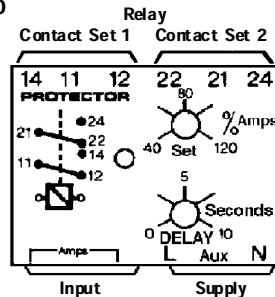 Relay
Contact Set 1 Contact Set 2
14 11 12 22 21 24
PROTECTOR
80
24
21
22
14
11
12
% Amps
40 Set 120
5
Seconds
0 DELAY 10
Amps
L Aux N
Input Supply